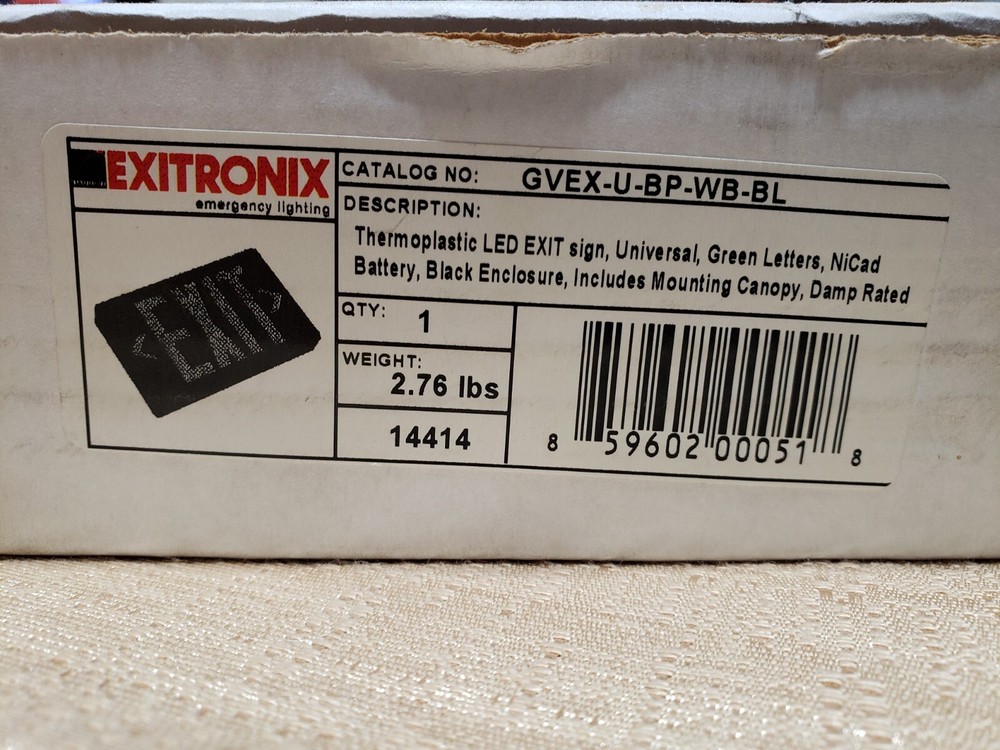 EXITRONIX
emergency lighting
CATALOG NO: GVEX-U-BP-WB-BL
DESCRIPTION:
Thermoplastic LED EXIT sign, Universal, Green Letters, NiCad
Battery, Black Enclosure, Includes Mounting Canopy, Damp Rated
EXIT
QTY: 1
WEIGHT:
2.76 lbs
14414
8 59602 00051 8